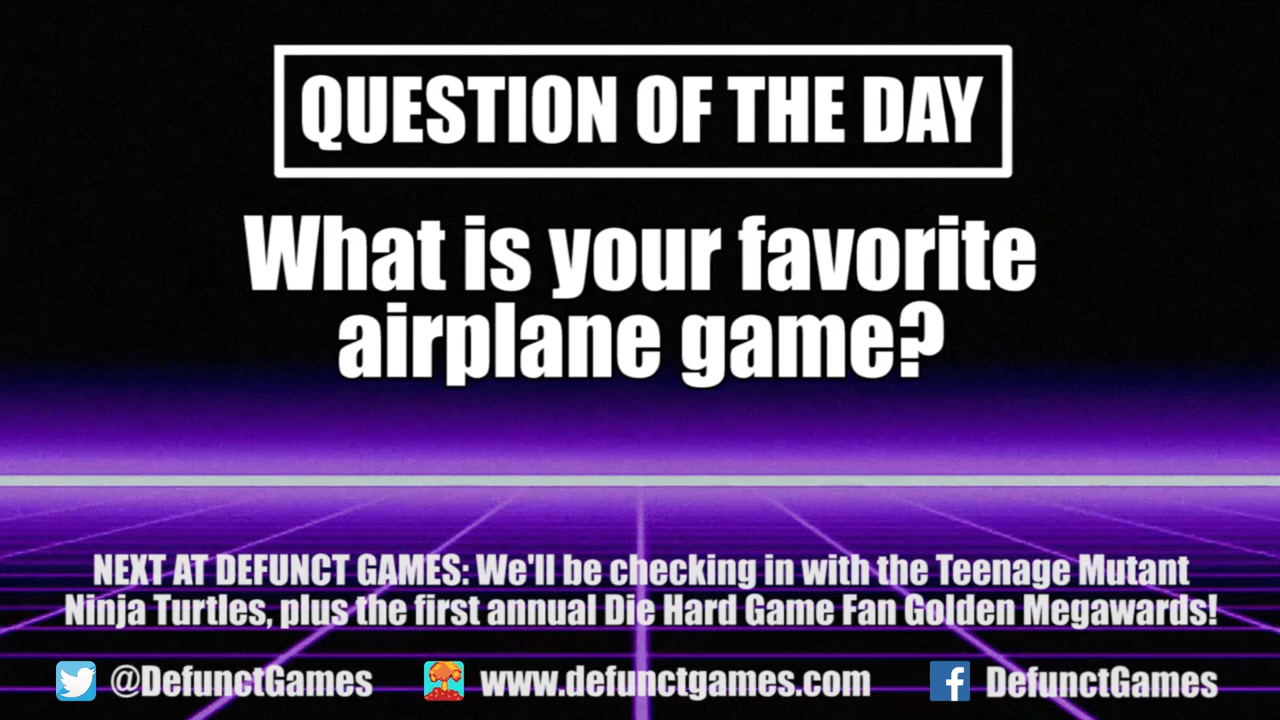 QUESTION OF THE DAY
What is your favorite
airplane game?
NEXT AT DEFUNCT GAMES: We'll be checking in with the Teenage Mutant
Ninja Turtles, plus the first annual Die Hard Game Fan Golden Megawards!
@DefunctGames www.defunctgames.com DefunctGames